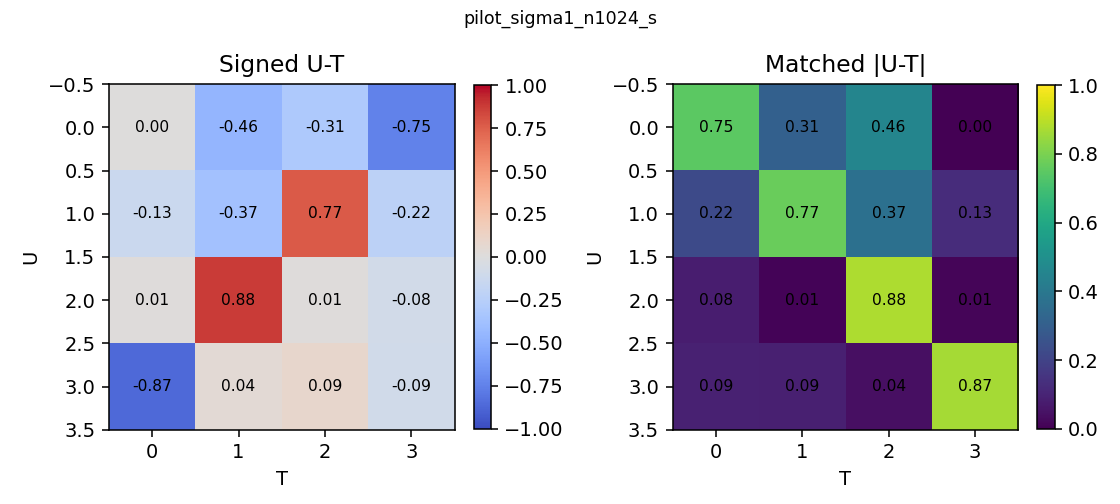 pilot_sigma1_n1024_s
Signed U-T
−0.5
0.0
0.5
1.0
1.5
2.0
2.5
3.0
3.5
U
0.00 -0.46 -0.31 -0.75
-0.13 -0.37 0.77 -0.22
0.01 0.88 0.01 -0.08
-0.87 0.04 0.09 -0.09
0 1 2 3
T
1.00
0.75
0.50
0.25
0.00
−0.25
−0.50
−0.75
−1.00
Matched |U-T|
−0.5
0.0
0.5
1.0
1.5
2.0
2.5
3.0
3.5
U
0.75 0.31 0.46 0.00
0.22 0.77 0.37 0.13
0.08 0.01 0.88 0.01
0.09 0.09 0.04 0.87
0 1 2 3
T
1.0
0.8
0.6
0.4
0.2
0.0